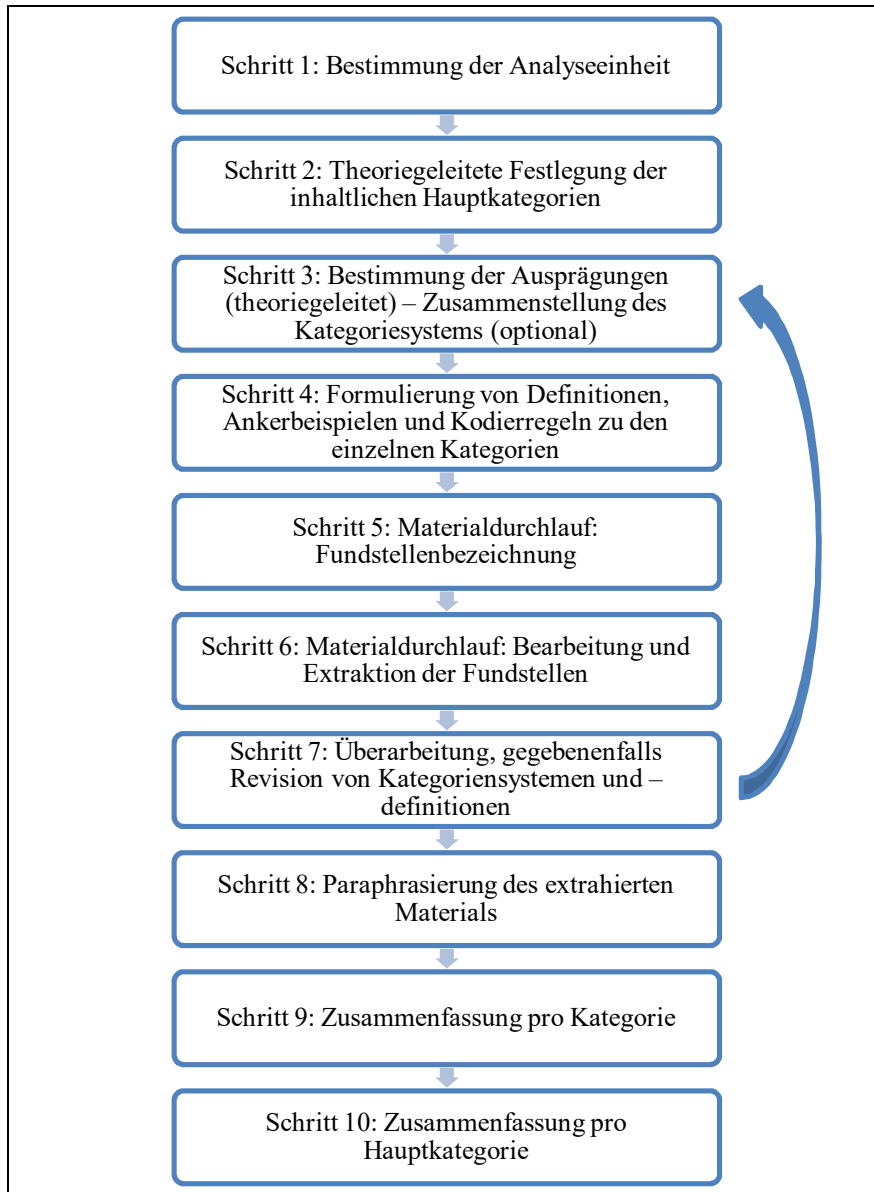 Schritt 1: Bestimmung der Analyseeinheit
Schritt 2: Theoriegeleitete Festlegung der
inhaltlichen Hauptkategorien
Schritt 3: Bestimmung der Ausprägungen
(theoriegeleitet) – Zusammenstellung des
Kategoriesystems (optional)
Schritt 4: Formulierung von Definitionen,
Ankerbeispielen und Kodierregeln zu den
einzelnen Kategorien
Schritt 5: Materialdurchlauf:
Fundstellenbezeichnung
Schritt 6: Materialdurchlauf: Bearbeitung und
Extraktion der Fundstellen
Schritt 7: Überarbeitung, gegebenenfalls
Revision von Kategoriensystemen und –
definitionen
Schritt 8: Paraphrasierung des extrahierten
Materials
Schritt 9: Zusammenfassung pro Kategorie
Schritt 10: Zusammenfassung pro
Hauptkategorie